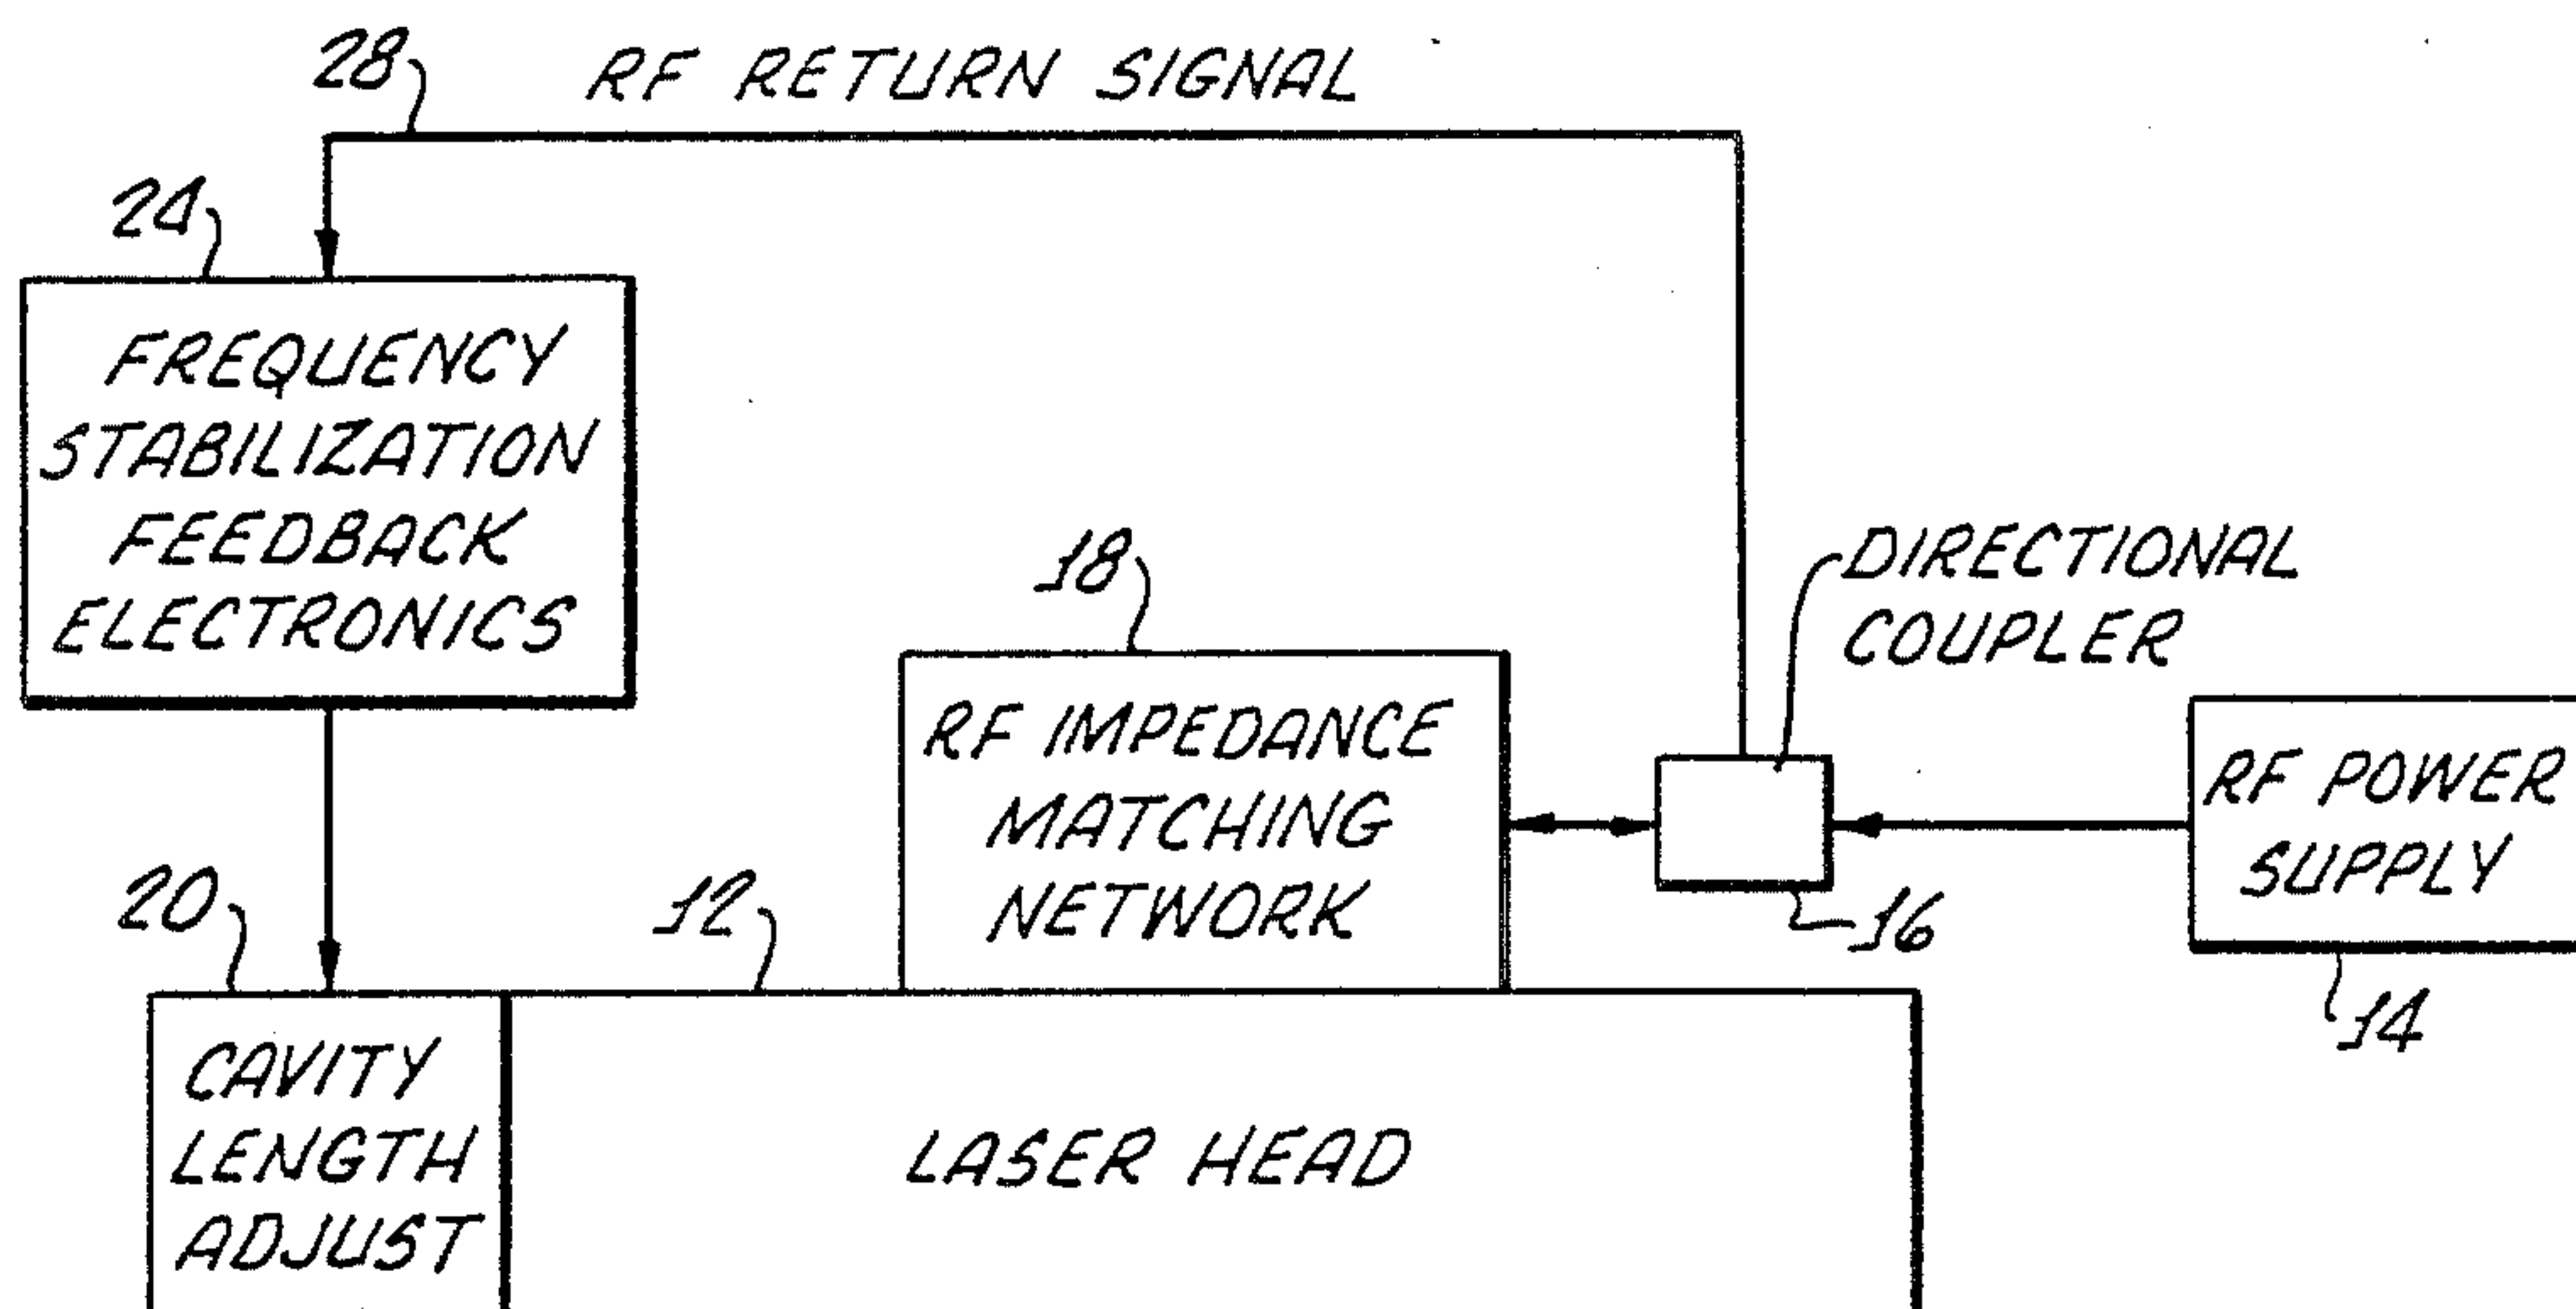 28
RF RETURN SIGNAL
24
FREQUENCY
STABILIZATION
FEEDBACK
ELECTRONICS
18
DIRECTIONAL
COUPLER
RF IMPEDANCE
MATCHING
NETWORK
RF POWER
SUPPLY
16
14
20
12
CAVITY
LENGTH
ADJUST
LASER HEAD